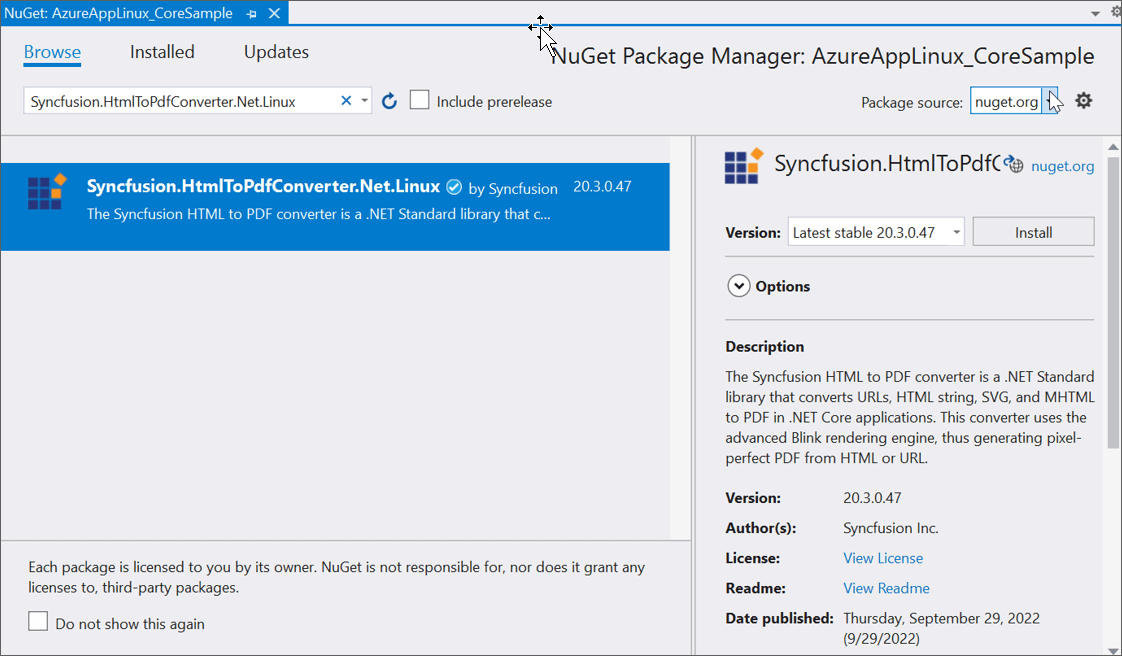 NuGet: AzureAppLinux_CoreSample
Browse Installed Updates
NuGet Package Manager: AzureAppLinux_CoreSample
Syncfusion.HtmlToPdfConverter.Net.Linux
Include prerelease
Package source: nuget.org
Syncfusion.HtmlToPdfConverter.Net.Linux by Syncfusion 20.3.0.47
The Syncfusion HTML to PDF converter is a .NET Standard library that c...
Each package is licensed to you by its owner. NuGet is not responsible for, nor does it grant any
licenses to, third-party packages.
Do not show this again
Syncfusion.HtmlToPdfC nuget.org
Version: Latest stable 20.3.0.47 Install
Options
Description
The Syncfusion HTML to PDF converter is a .NET Standard
library that converts URLs, HTML string, SVG, and MHTML
to PDF in .NET Core applications. This converter uses the
advanced Blink rendering engine, thus generating pixel-
perfect PDF from HTML or URL.
Version: 20.3.0.47
Author(s): Syncfusion Inc.
License: View License
Readme: View Readme
Date published: Thursday, September 29, 2022
(9/29/2022)